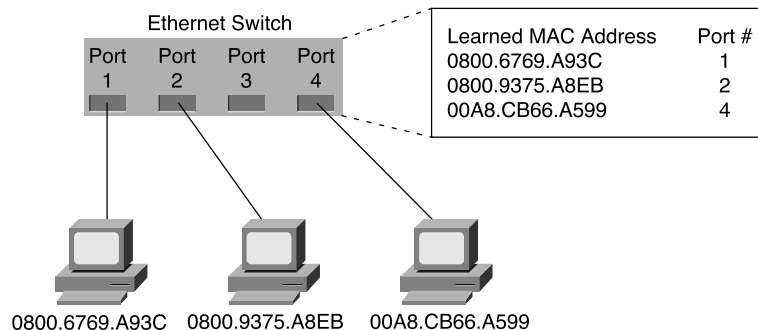 Ethernet Switch
Port 1
Port 2
Port 3
Port 4
Learned MAC Address Port #
0800.6769.A93C 1
0800.9375.A8EB 2
00A8.CB66.A599 4
0800.6769.A93C 0800.9375.A8EB 00A8.CB66.A599